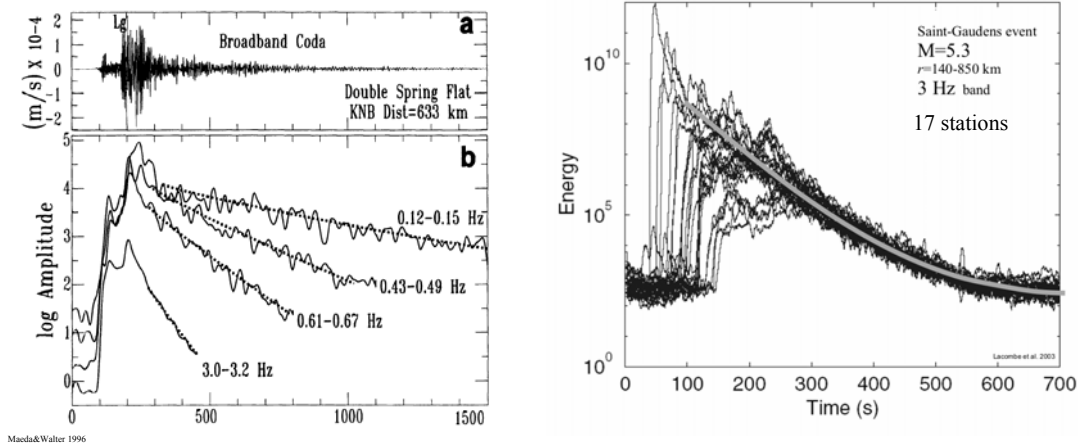 2
1
0
-1
-2
(m/s) X 10-4
Lg
a
Broadband Coda
Double Spring Flat
KNB Dist=633 km
5
4
3
2
1
0
log Amplitude
b
0.12-0.15 Hz
0.43-0.49 Hz
0.61-0.67 Hz
3.0-3.2 Hz
0 500 1000 1500
Maeda&Walter 1996
Saint-Gaudens event
M=5.3
r=140-850 km
3 Hz band
17 stations
10^10
10^5
10^0
Energy
Lacombe et al. 2003
0 100 200 300 400 500 600 700
Time (s)